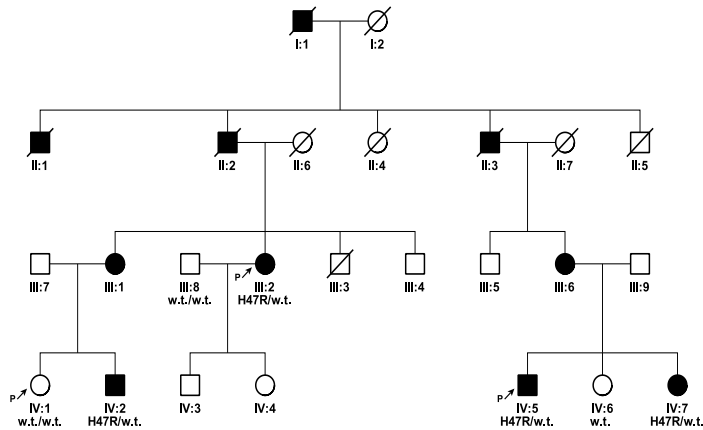 I:1 I:2
II:1 II:2 II:6 II:4 II:3 II:7 II:5
III:7 III:1 III:8 P III:2 III:3 III:4 III:5 III:6 III:9
w.t./w.t. H47R/w.t.
P IV:1 IV:2 IV:3 IV:4 P IV:5 IV:6 IV:7
w.t./w.t. H47R/w.t. H47R/w.t. w.t. H47R/w.t.